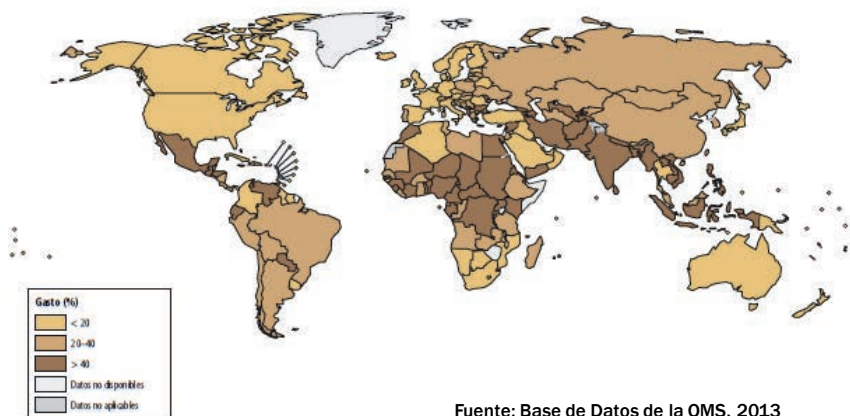 Gasto (%)
< 20
20–40
> 40
Datos no disponibles
Datos no aplicables
Fuente: Base de Datos de la OMS, 2013